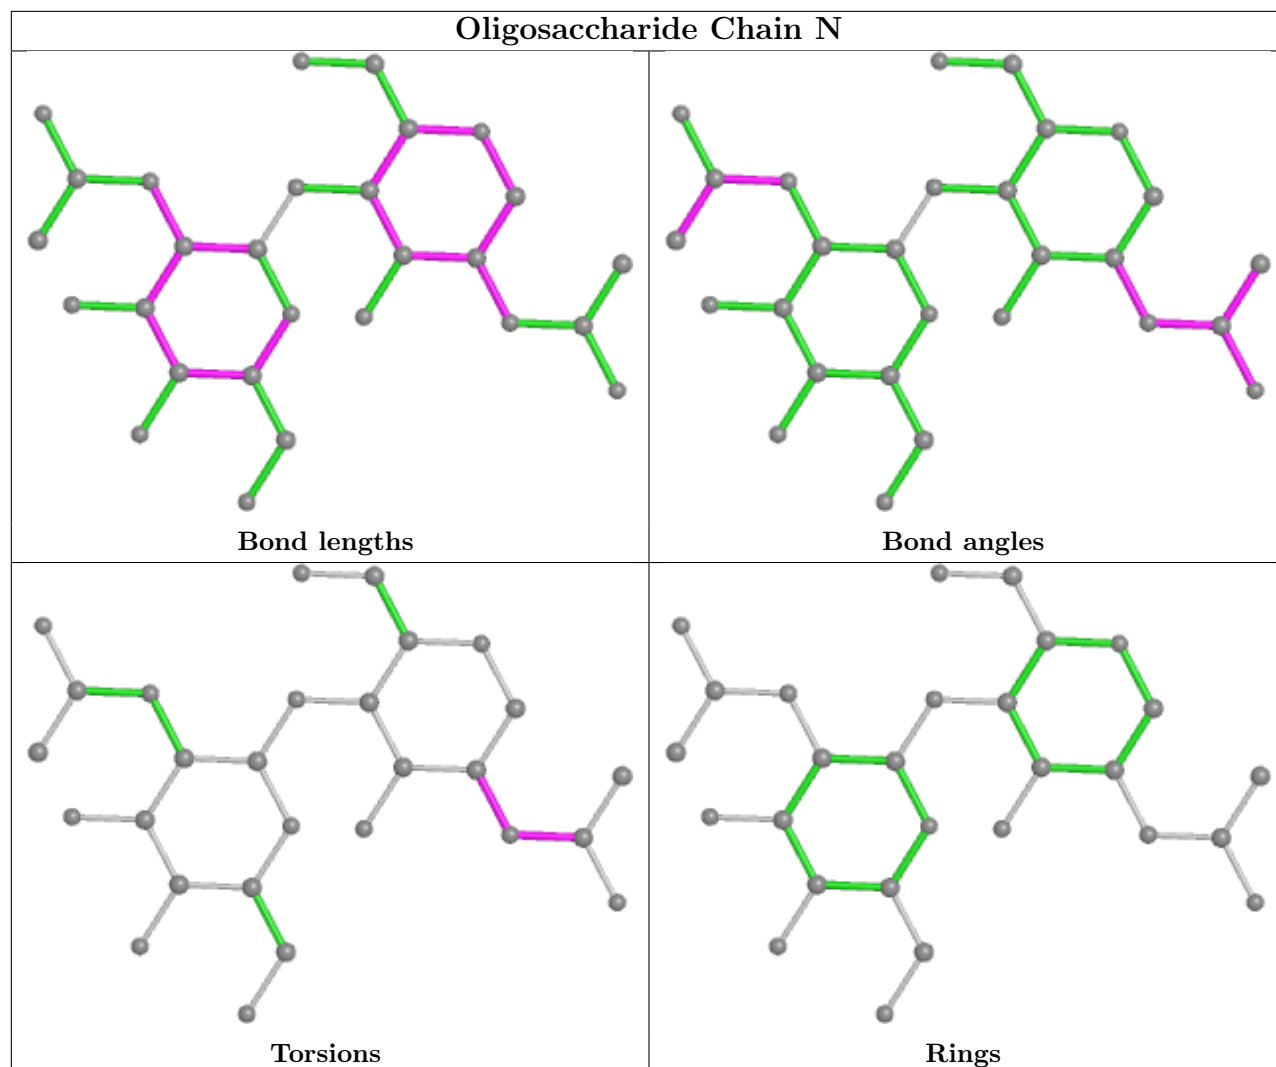 Oligosaccharide Chain N
Bond lengths
Bond angles
Torsions
Rings